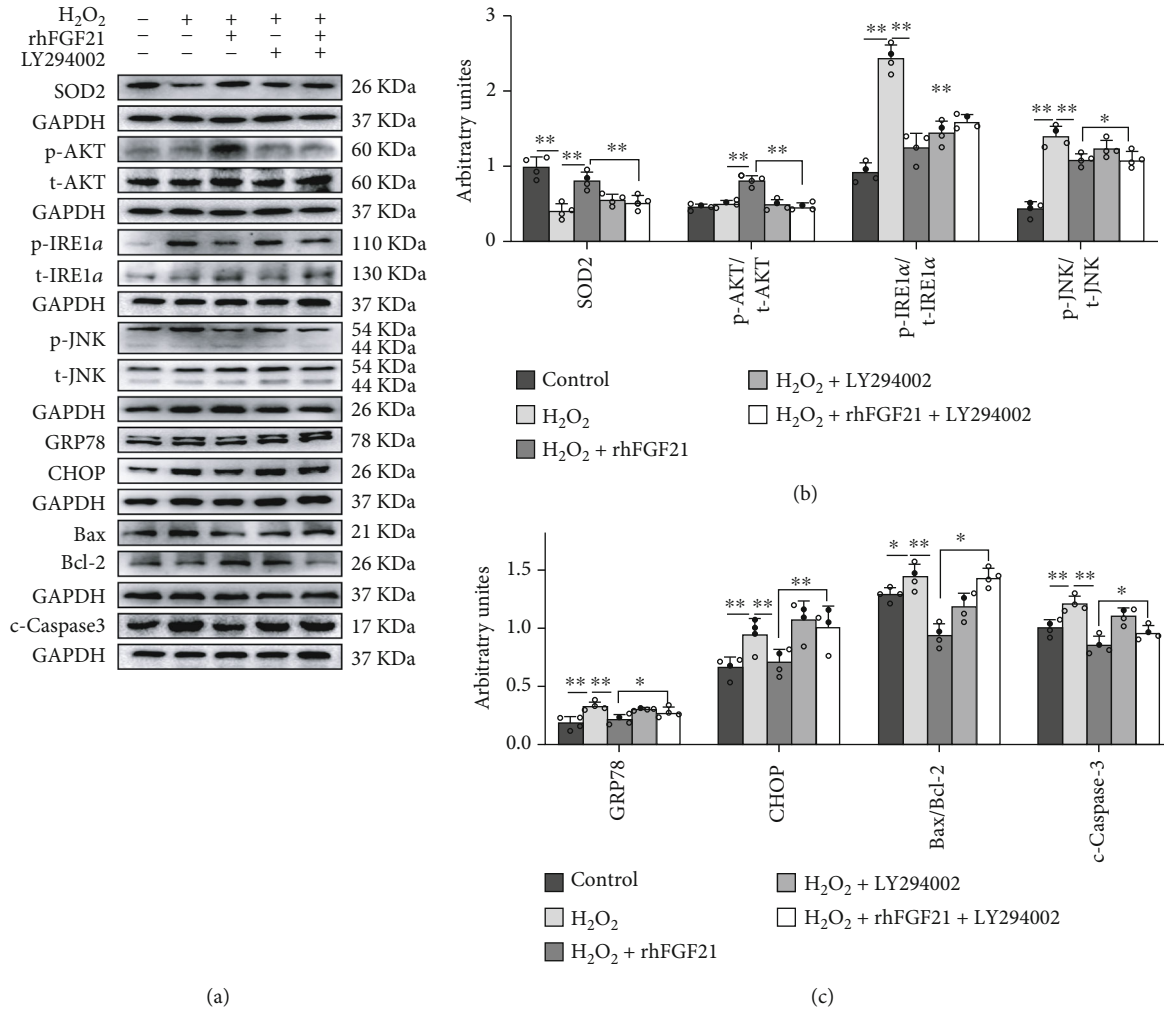 H₂O₂ – + + + +
rhFGF21 – – + – +
LY294002 – – – + +
SOD2 26 KDa
GAPDH 37 KDa
p-AKT 60 KDa
t-AKT 60 KDa
GAPDH 37 KDa
p-IRE1a 110 KDa
t-IRE1a 130 KDa
GAPDH 37 KDa
p-JNK 54 KDa
44 KDa
t-JNK 54 KDa
44 KDa
GAPDH 26 KDa
GRP78 78 KDa
CHOP 26 KDa
GAPDH 37 KDa
Bax 21 KDa
Bcl-2 26 KDa
GAPDH 37 KDa
c-Caspase3 17 KDa
GAPDH 37 KDa
(a)
Arbitratry unites
3
2
1
0
** ** **
** **
** ** **
** ** *
SOD2
p-AKT/
t-AKT
p-IRE1α/
t-IRE1α
p-JNK/
t-JNK
Control
H₂O₂
H₂O₂ + rhFGF21
H₂O₂ + LY294002
H₂O₂ + rhFGF21 + LY294002
(b)
Arbitratry unites
1.5
1.0
0.5
0.0
** ** *
** ** **
* ** *
** ** *
GRP78
CHOP
Bax/Bcl-2
c-Caspase-3
Control
H₂O₂
H₂O₂ + rhFGF21
H₂O₂ + LY294002
H₂O₂ + rhFGF21 + LY294002
(c)